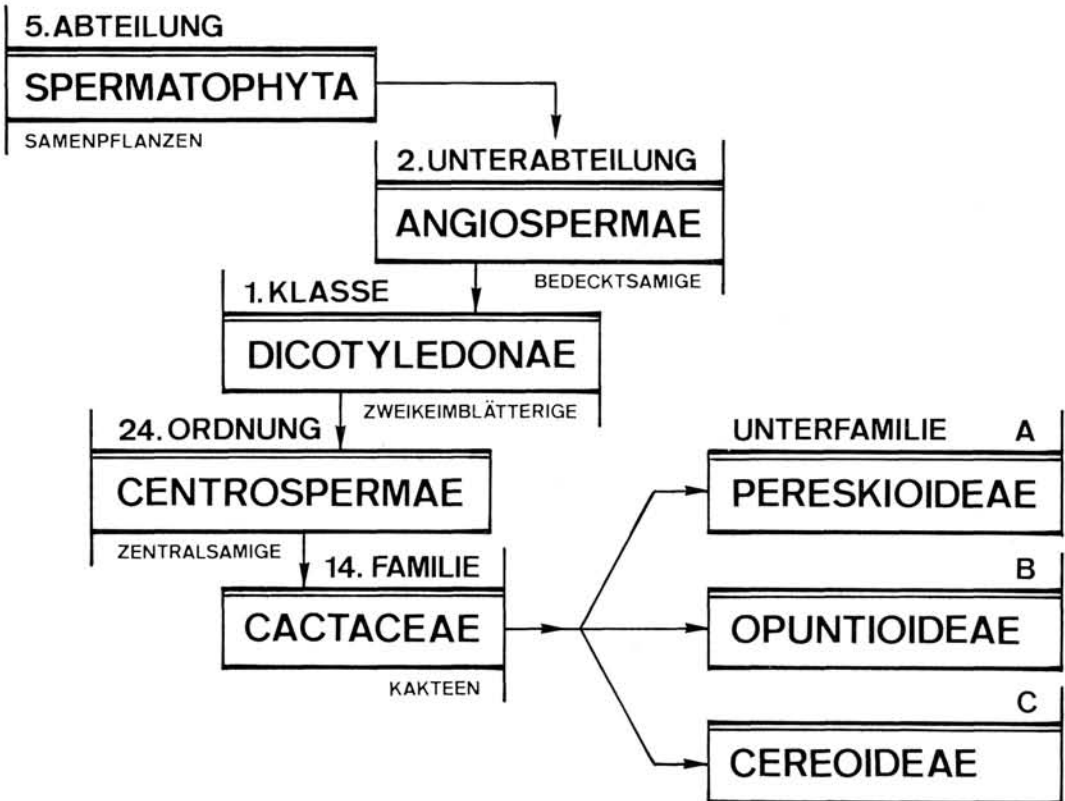 5. ABTEILUNG
SPERMATOPHYTA
SAMENPFLANZEN
2. UNTERABTEILUNG
ANGIOSPERMAE
BEDECKTSAMIGE
1. KLASSE
DICOTYLEDONAE
ZWEIKEIMBLÄTTERIGE
24. ORDNUNG
CENTROSPERMAE
ZENTRALSAMIGE
14. FAMILIE
CACTACEAE
KAKTEEN
UNTERFAMILIE A
PERESKIOIDEAE
B
OPUNTIOIDEAE
C
CEREOIDEAE